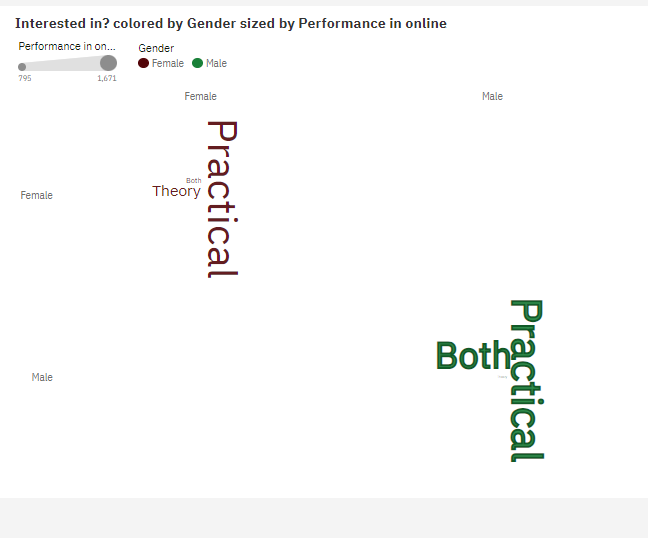 Interested in? colored by Gender sized by Performance in online
Performance in on...
Gender
795
1,671
Female
Male
Female
Male
Female
Practical
Both
Theory
Male
Practical
Both